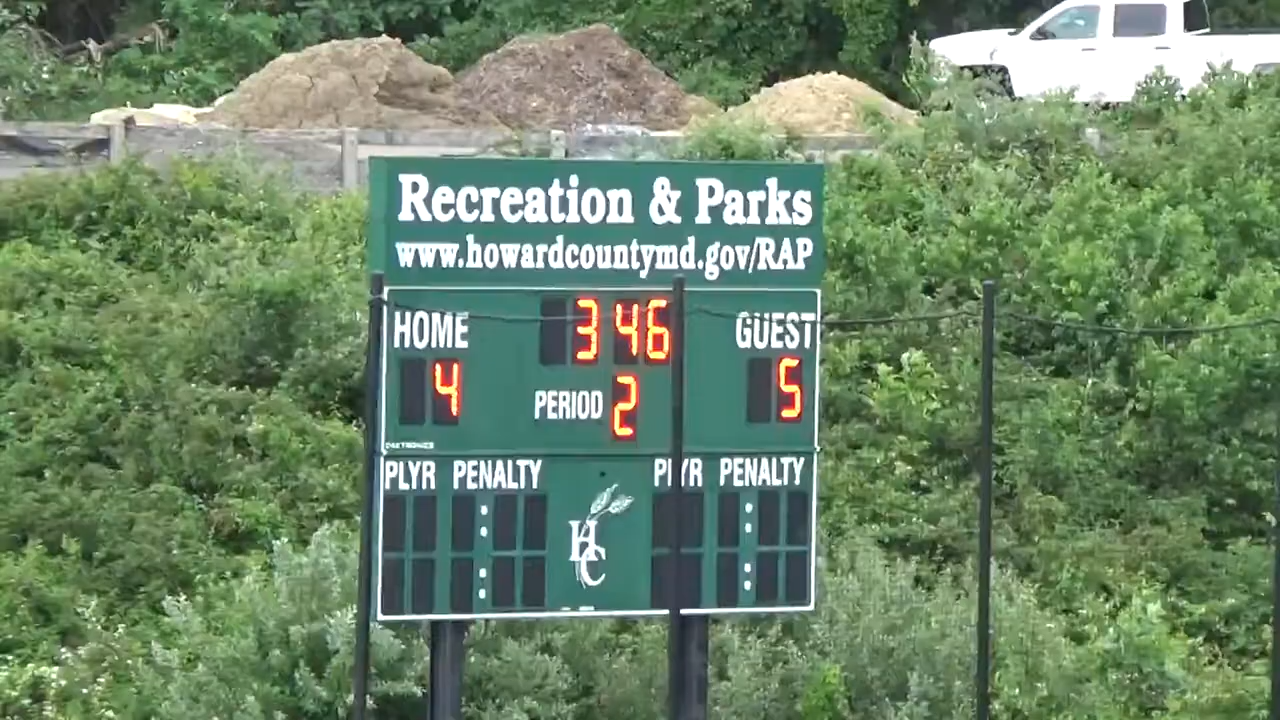 Recreation & Parks
www.howardcountymd.gov/RAP
HOME 3 46 GUEST
4 PERIOD 2 5
DAKTRONICS
PLYR PENALTY PLYR PENALTY
HC